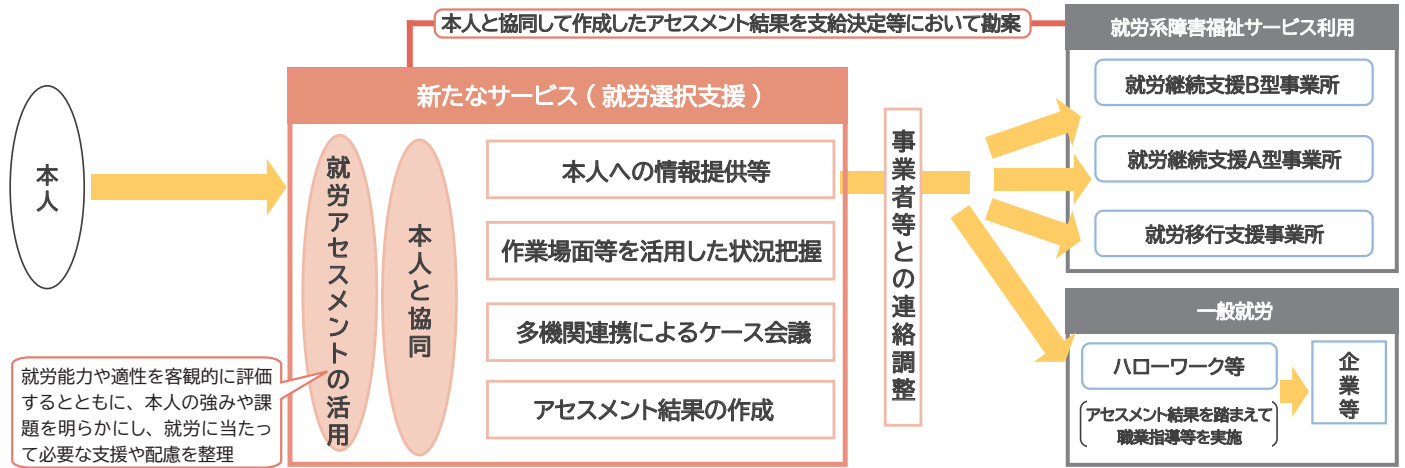 本人と協同して作成したアセスメント結果を支給決定等において勘案
本人
新たなサービス(就労選択支援)
就労アセスメントの活用
本人と協同
本人への情報提供等
作業場面等を活用した状況把握
多機関連携によるケース会議
アセスメント結果の作成
就労能力や適性を客観的に評価
するとともに、本人の強みや課
題を明らかにし、就労に当たっ
て必要な支援や配慮を整理
事業者等との連絡調整
就労系障害福祉サービス利用
就労継続支援B型事業所
就労継続支援A型事業所
就労移行支援事業所
一般就労
ハローワーク等
アセスメント結果を踏まえて
職業指導等を実施
企業等